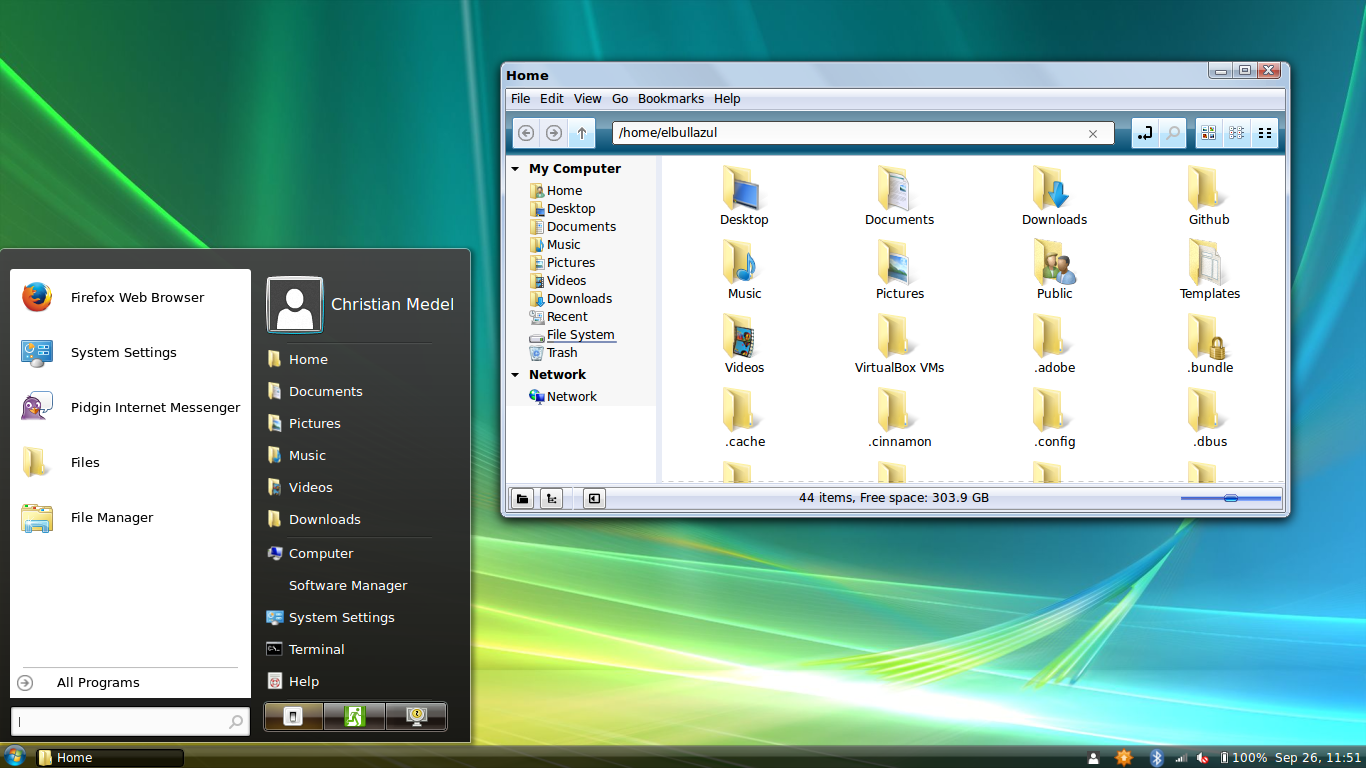 Home
File Edit View Go Bookmarks Help
/home/elbullazul
My Computer
Home
Desktop
Documents
Music
Pictures
Videos
Downloads
Recent
File System
Trash
Network
Network
Desktop Documents Downloads Github
Music Pictures Public Templates
Videos VirtualBox VMs .adobe .bundle
.cache .cinnamon .config .dbus
44 items, Free space: 303.9 GB
Firefox Web Browser
System Settings
Pidgin Internet Messenger
Files
File Manager
All Programs
Christian Medel
Home
Documents
Pictures
Music
Videos
Downloads
Computer
Software Manager
System Settings
Terminal
Help
Home
100% Sep 26, 11:51